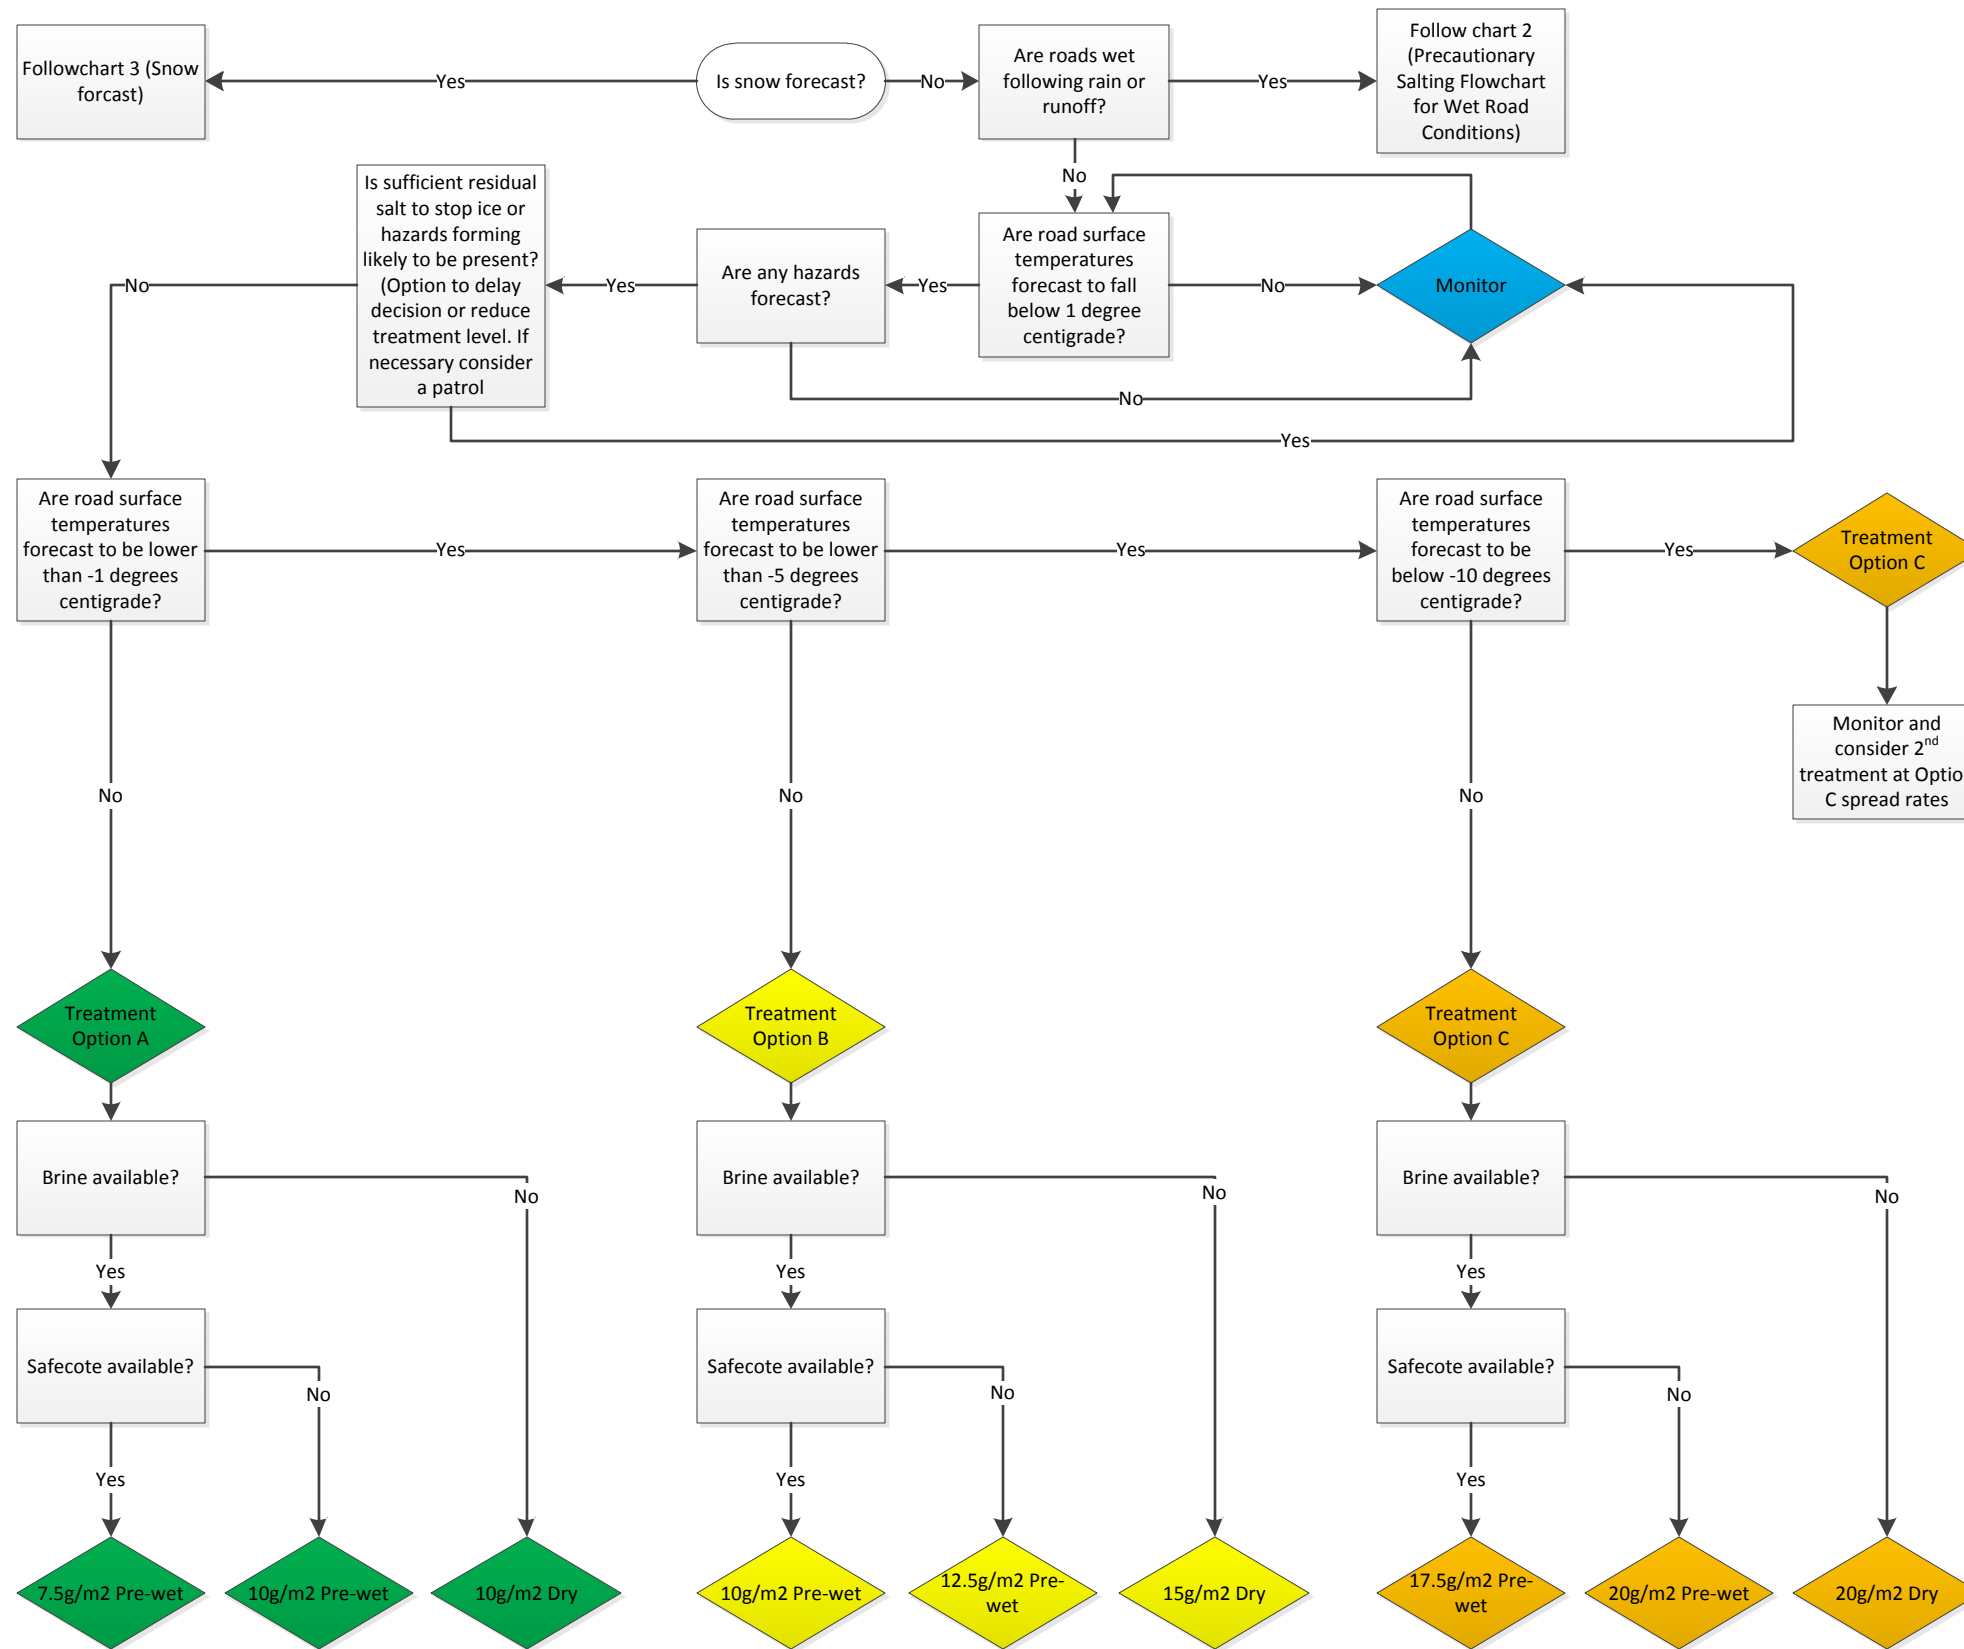 Followchart 3 (Snow
forcast)
Yes
Is snow forecast?
No
Are roads wet
following rain or
runoff?
Yes
Follow chart 2
(Precautionary
Salting Flowchart
for Wet Road
Conditions)
No
Is sufficient residual
salt to stop ice or
hazards forming
likely to be present?
(Option to delay
decision or reduce
treatment level. If
necessary consider
a patrol
No
Yes
Are any hazards
forecast?
Yes
Are road surface
temperatures
forecast to fall
below 1 degree
centigrade?
No
Monitor
No
Yes
Are road surface
temperatures
forecast to be lower
than -1 degrees
centigrade?
Yes
Are road surface
temperatures
forecast to be lower
than -5 degrees
centigrade?
Yes
Are road surface
temperatures
forecast to be
below -10 degrees
centigrade?
Yes
Treatment
Option C
Monitor and
consider 2nd
treatment at Optio
C spread rates
No
No
No
Treatment
Option A
Treatment
Option B
Treatment
Option C
Brine available?
No
Brine available?
No
Brine available?
No
Yes
Yes
Yes
Safecote available?
No
Safecote available?
No
Safecote available?
No
Yes
Yes
Yes
7.5g/m2 Pre-wet
10g/m2 Pre-wet
10g/m2 Dry
10g/m2 Pre-wet
12.5g/m2 Pre-
wet
15g/m2 Dry
17.5g/m2 Pre-
wet
20g/m2 Pre-wet
20g/m2 Dry